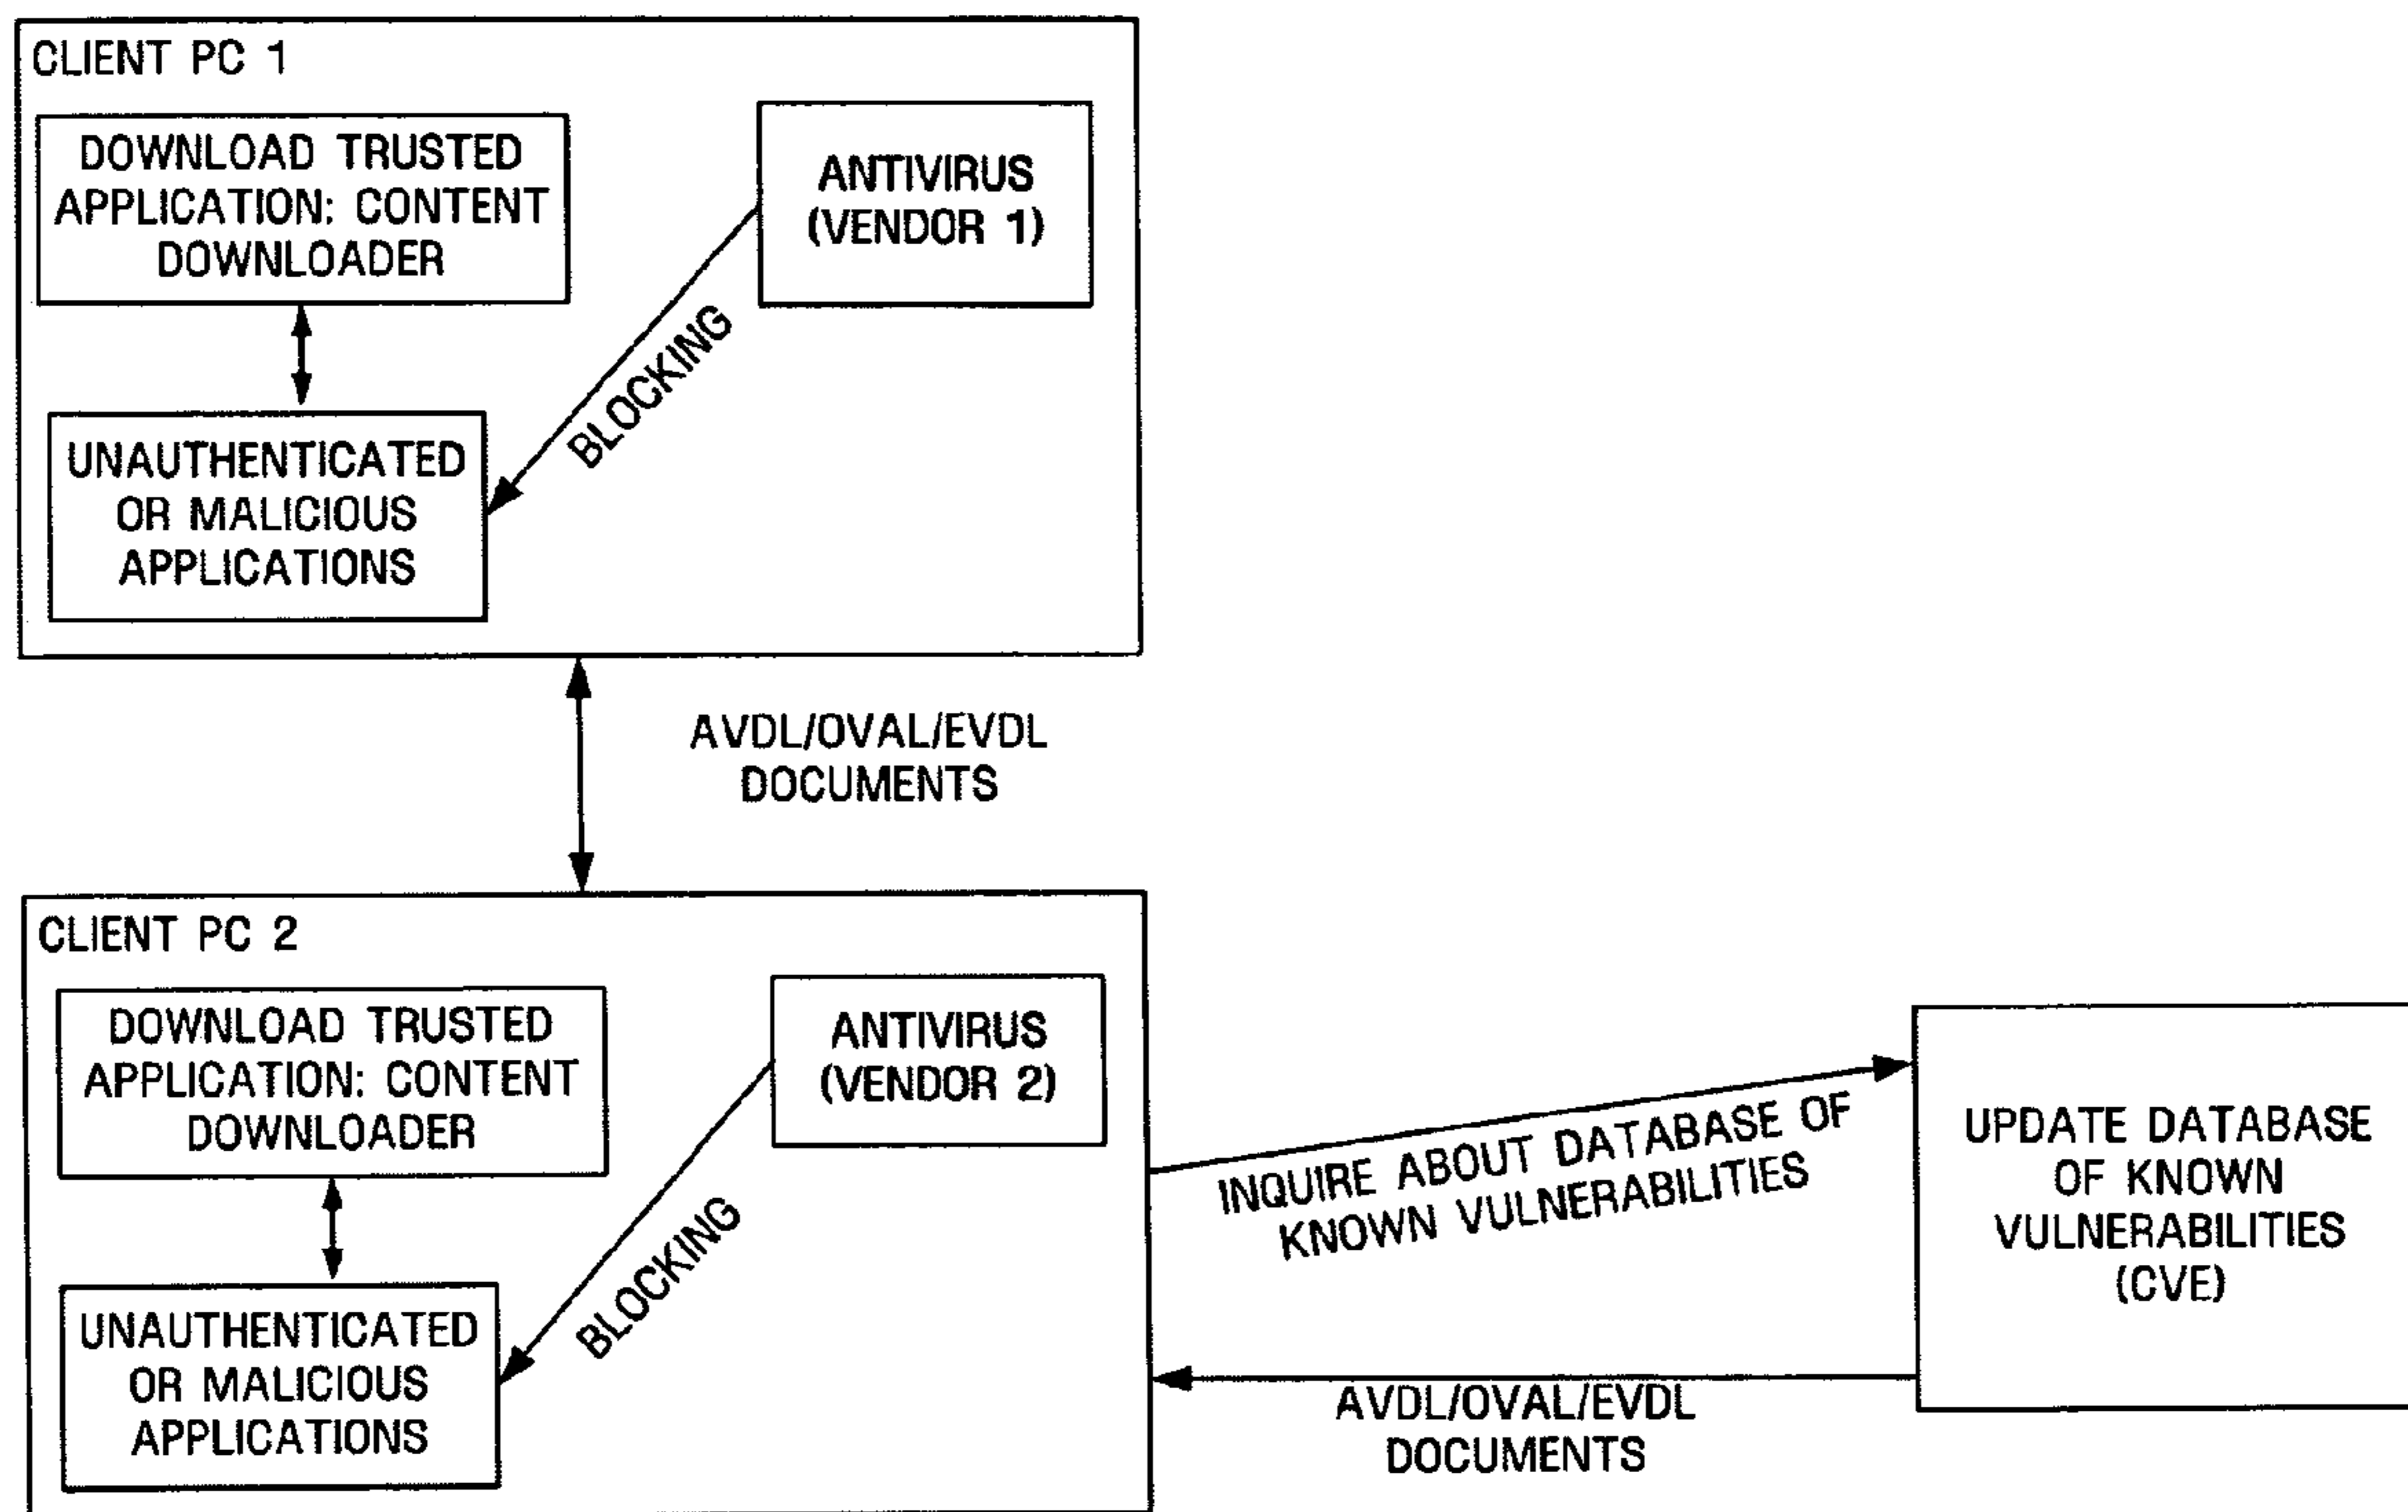 CLIENT PC 1
DOWNLOAD TRUSTED
APPLICATION: CONTENT
DOWNLOADER
ANTIVIRUS
(VENDOR 1)
BLOCKING
UNAUTHENTICATED
OR MALICIOUS
APPLICATIONS
AVDL/OVAL/EVDL
DOCUMENTS
CLIENT PC 2
DOWNLOAD TRUSTED
APPLICATION: CONTENT
DOWNLOADER
ANTIVIRUS
(VENDOR 2)
BLOCKING
UNAUTHENTICATED
OR MALICIOUS
APPLICATIONS
INQUIRE ABOUT DATABASE OF
KNOWN VULNERABILITIES
UPDATE DATABASE
OF KNOWN
VULNERABILITIES
(CVE)
AVDL/OVAL/EVDL
DOCUMENTS